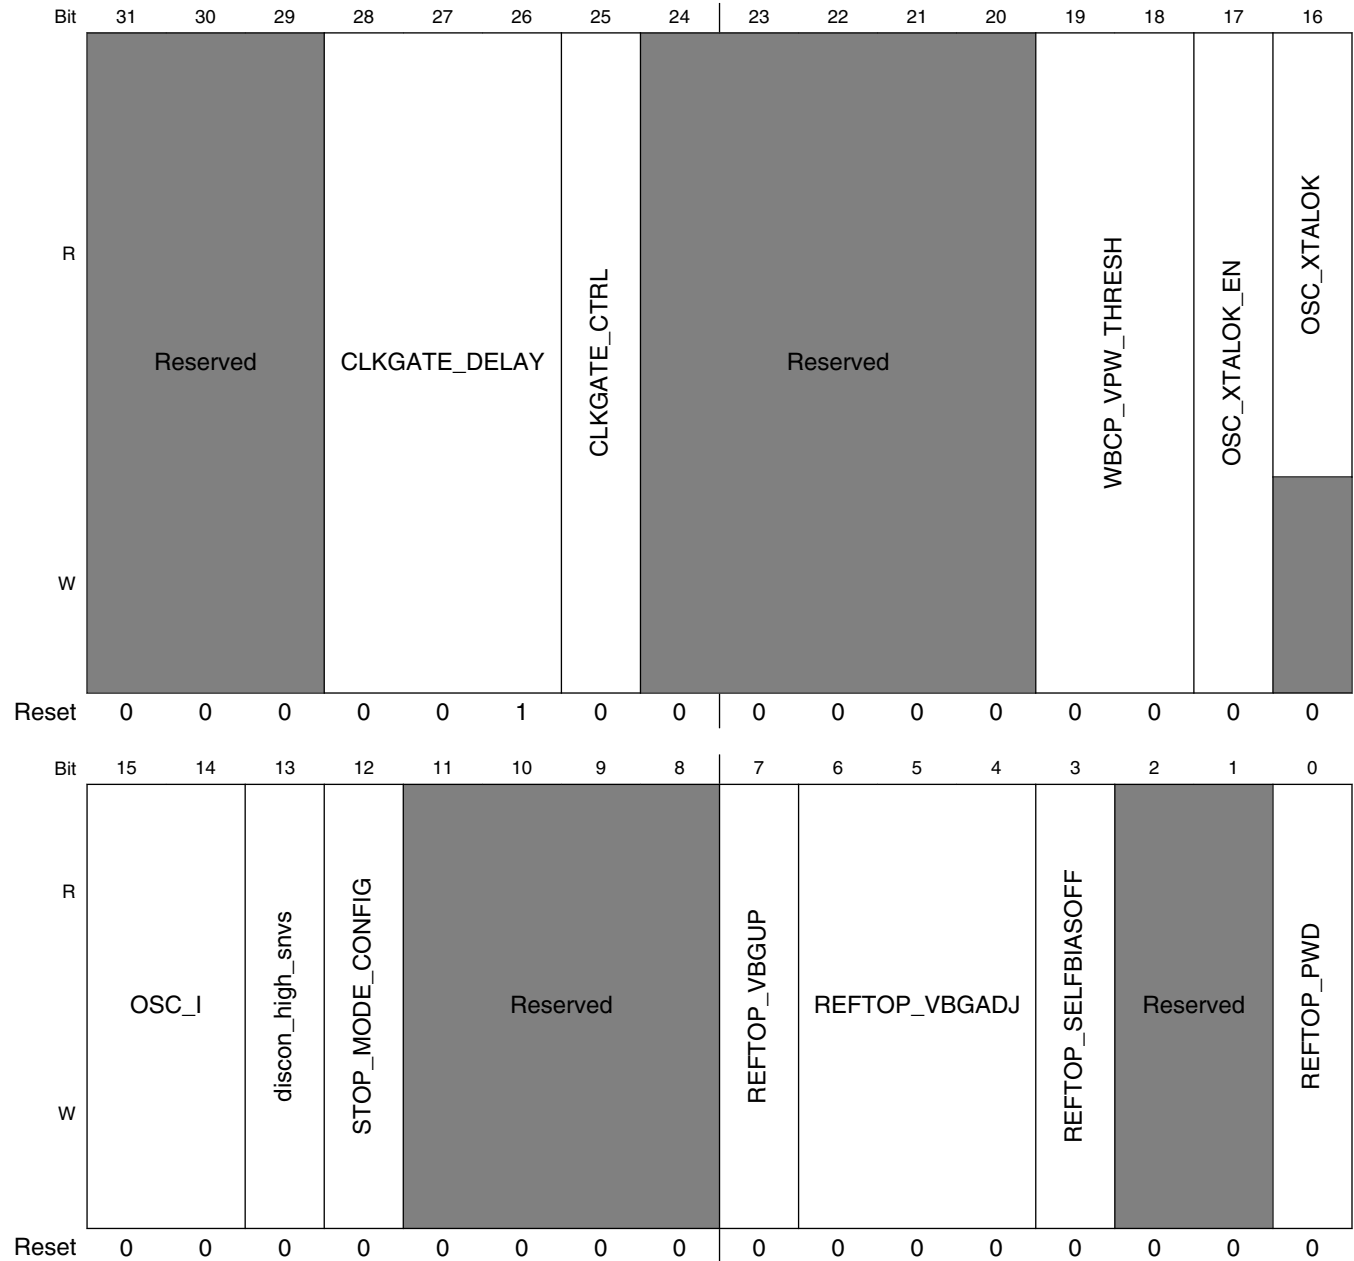 Bit 31 30 29 28 27 26 25 24 23 22 21 20 19 18 17 16
R
W
Reserved
CLKGATE_DELAY
CLKGATE_CTRL
Reserved
WBCP_VPW_THRESH
OSC_XTALOK_EN
OSC_XTALOK
Reset 0 0 0 0 0 1 0 0 0 0 0 0 0 0 0 0
Bit 15 14 13 12 11 10 9 8 7 6 5 4 3 2 1 0
R
W
OSC_I
discon_high_snvs
STOP_MODE_CONFIG
Reserved
REFTOP_VBGUP
REFTOP_VBGADJ
REFTOP_SELFBIASOFF
Reserved
REFTOP_PWD
Reset 0 0 0 0 0 0 0 0 0 0 0 0 0 0 0 0